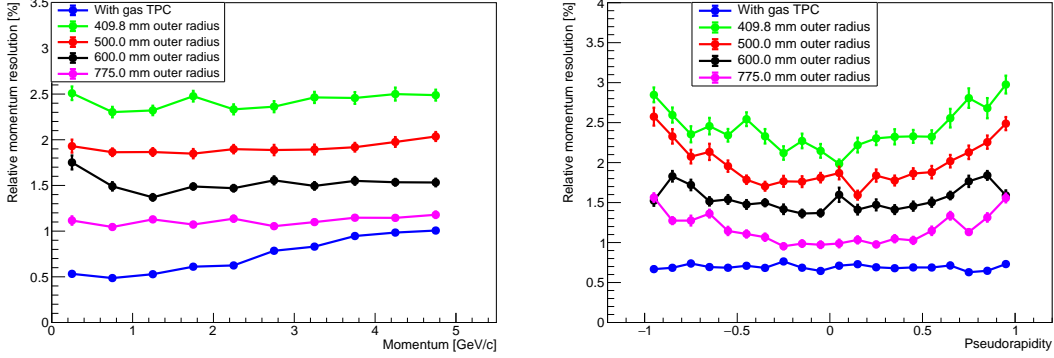 Relative momentum resolution [%]
3.5
3
2.5
2
1.5
1
0.5
0
With gas TPC
409.8 mm outer radius
500.0 mm outer radius
600.0 mm outer radius
775.0 mm outer radius
0 1 2 3 4 5
Momentum [GeV/c]
Relative momentum resolution [%]
4
3.5
3
2.5
2
1.5
1
0.5
0
With gas TPC
409.8 mm outer radius
500.0 mm outer radius
600.0 mm outer radius
775.0 mm outer radius
−1 −0.5 0 0.5 1
Pseudorapidity